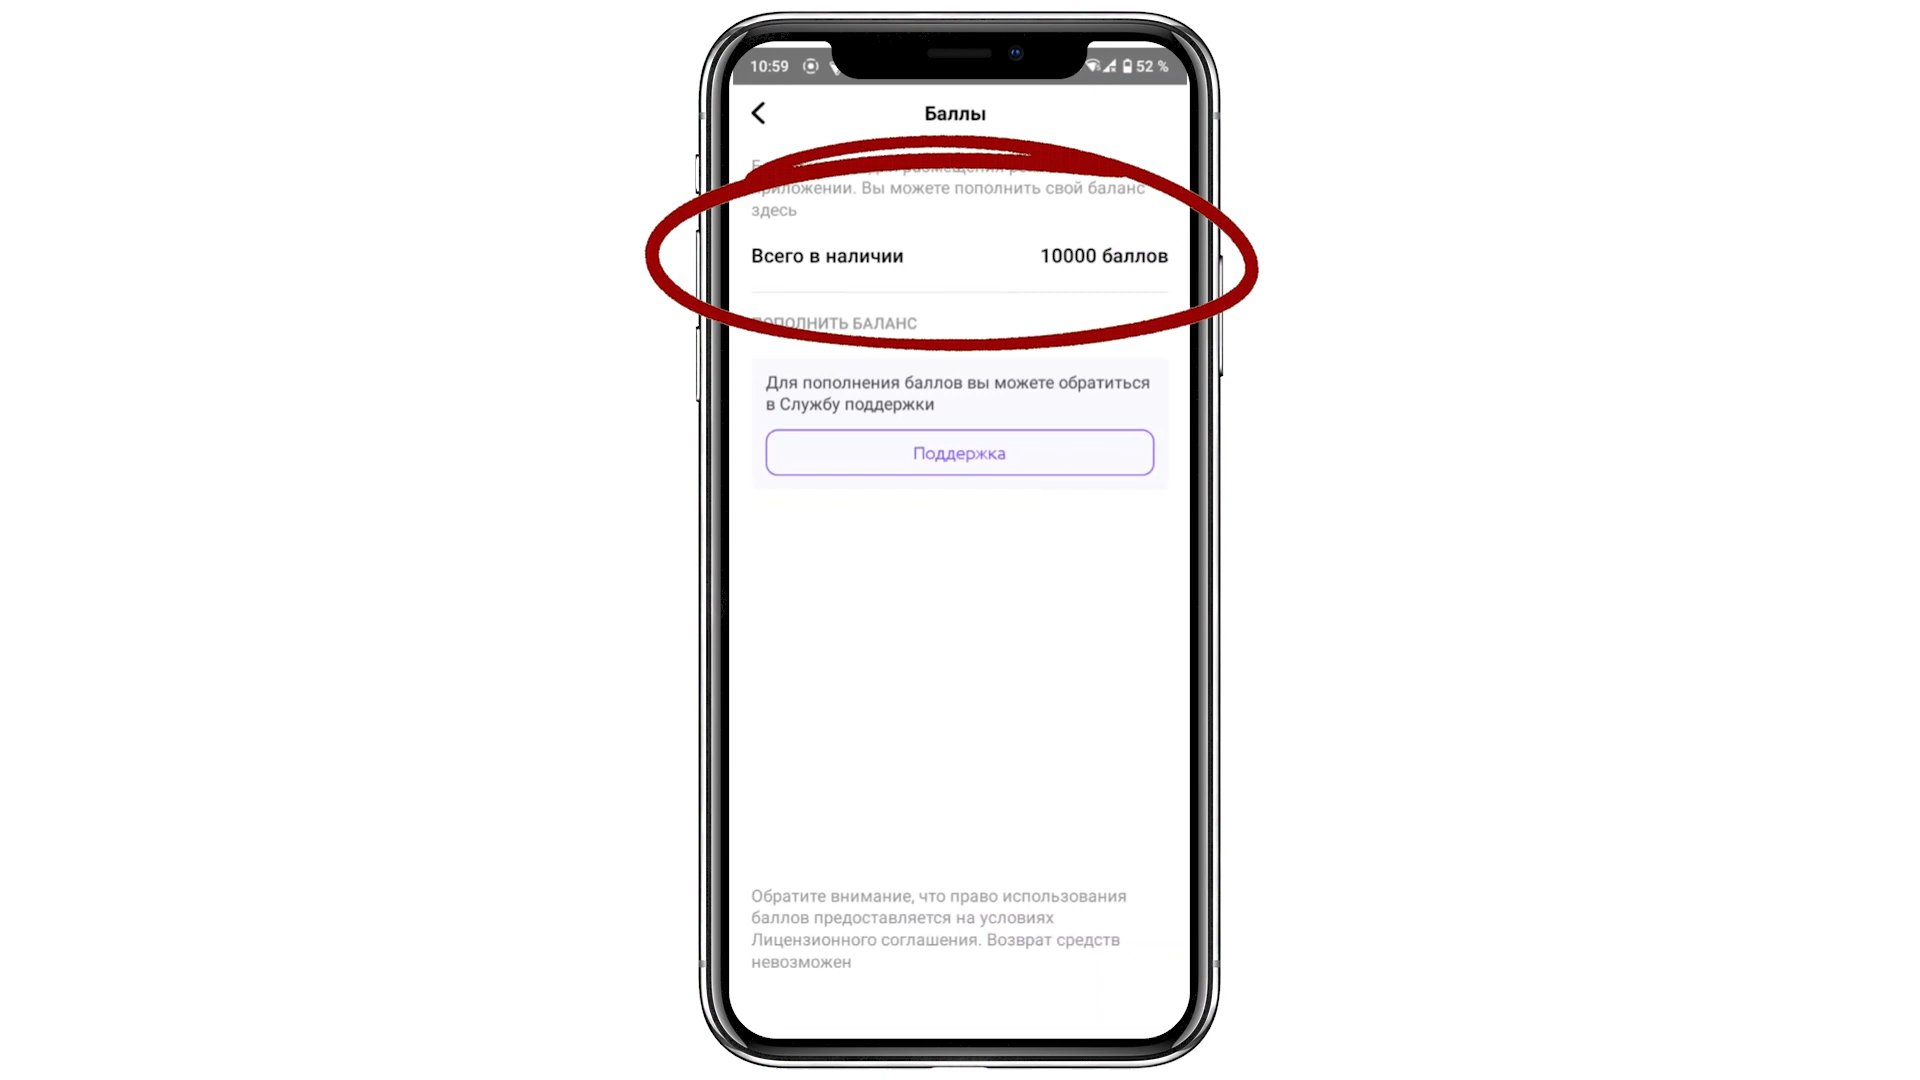 10:59
52 %
Баллы
размещения
приложении. Вы можете пополнить свой баланс
здесь
Всего в наличии 10000 баллов
ПОПОЛНИТЬ БАЛАНС
Для пополнения баллов вы можете обратиться
в Службу поддержки
Поддержка
Обратите внимание, что право использования
баллов предоставляется на условиях
Лицензионного соглашения. Возврат средств
невозможен